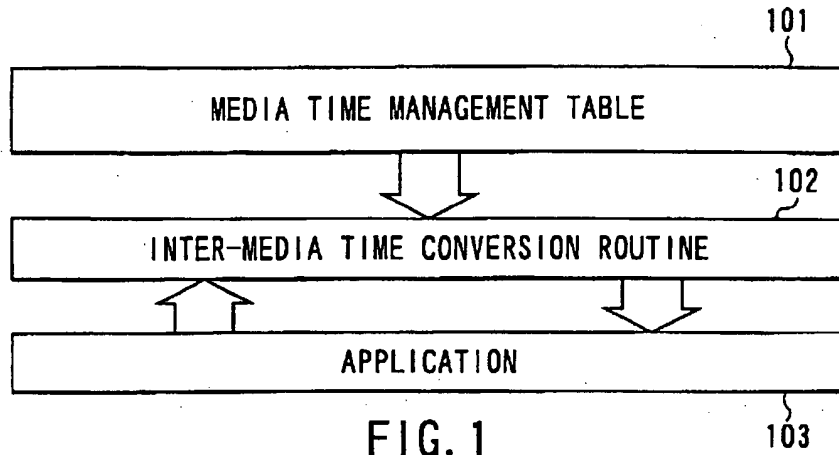 101
MEDIA TIME MANAGEMENT TABLE
102
INTER-MEDIA TIME CONVERSION ROUTINE
APPLICATION
103
FIG. 1